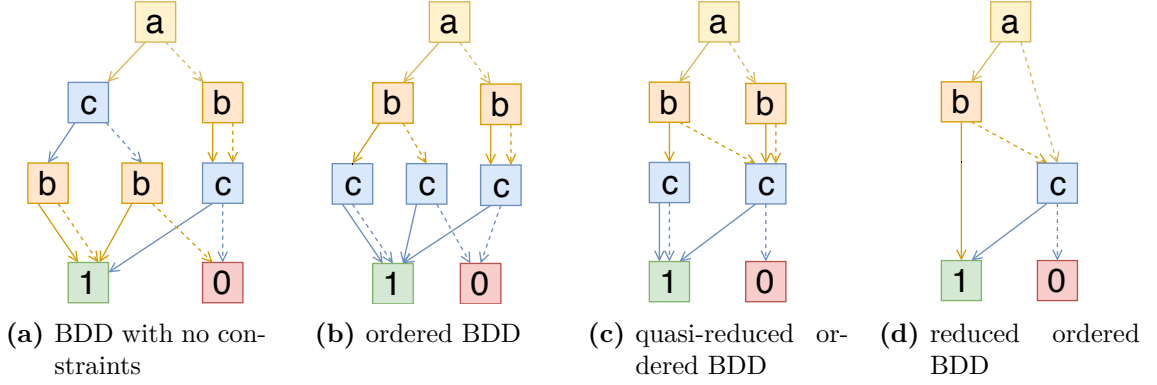 a
c
b
b
b
c
1
0
(a) BDD with no con-
straints
a
b
b
c
c
c
1
0
(b) ordered BDD
a
b
b
c
c
1
0
(c) quasi-reduced or-
dered BDD
a
b
c
1
0
(d) reduced ordered
BDD